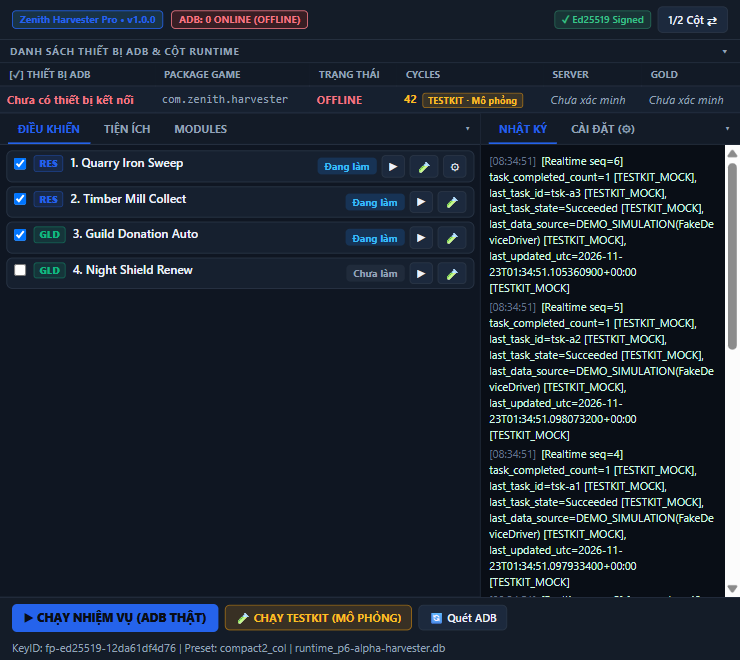 Zenith Harvester Pro • v1.0.0 ADB: 0 ONLINE (OFFLINE) ✓ Ed25519 Signed 1/2 Cột ⇄
DANH SÁCH THIẾT BỊ ADB & CỘT RUNTIME ▾
[✓] THIẾT BỊ ADB PACKAGE GAME TRẠNG THÁI CYCLES SERVER GOLD
Chưa có thiết bị kết nối com.zenith.harvester OFFLINE 42 TESTKIT · Mô phỏng Chưa xác minh Chưa xác minh
ĐIỀU KHIỂN TIỆN ÍCH MODULES ▾
RES 1. Quarry Iron Sweep Đang làm ▶
RES 2. Timber Mill Collect Đang làm ▶
GLD 3. Guild Donation Auto Đang làm ▶
GLD 4. Night Shield Renew Chưa làm ▶
NHẬT KÝ CÀI ĐẶT (⚙) ▾
[08:34:51] [Realtime seq=6]
task_completed_count=1 [TESTKIT_MOCK],
last_task_id=tsk-a3 [TESTKIT_MOCK],
last_task_state=Succeeded [TESTKIT_MOCK],
last_data_source=DEMO_SIMULATION(FakeDe
viceDriver) [TESTKIT_MOCK],
last_updated_utc=2026-11-
23T01:34:51.105360900+00:00
[TESTKIT_MOCK]
[08:34:51] [Realtime seq=5]
task_completed_count=1 [TESTKIT_MOCK],
last_task_id=tsk-a2 [TESTKIT_MOCK],
last_task_state=Succeeded [TESTKIT_MOCK],
last_data_source=DEMO_SIMULATION(FakeDe
viceDriver) [TESTKIT_MOCK],
last_updated_utc=2026-11-
23T01:34:51.098073200+00:00
[TESTKIT_MOCK]
[08:34:51] [Realtime seq=4]
task_completed_count=1 [TESTKIT_MOCK],
last_task_id=tsk-a1 [TESTKIT_MOCK],
last_task_state=Succeeded [TESTKIT_MOCK],
last_data_source=DEMO_SIMULATION(FakeDe
viceDriver) [TESTKIT_MOCK],
last_updated_utc=2026-11-
23T01:34:51.097933400+00:00
[TESTKIT_MOCK]
▶ CHẠY NHIỆM VỤ (ADB THẬT) CHẠY TESTKIT (MÔ PHỎNG) Quét ADB
KeyID: fp-ed25519-12da61df4d76 | Preset: compact2_col | runtime_p6-alpha-harvester.db